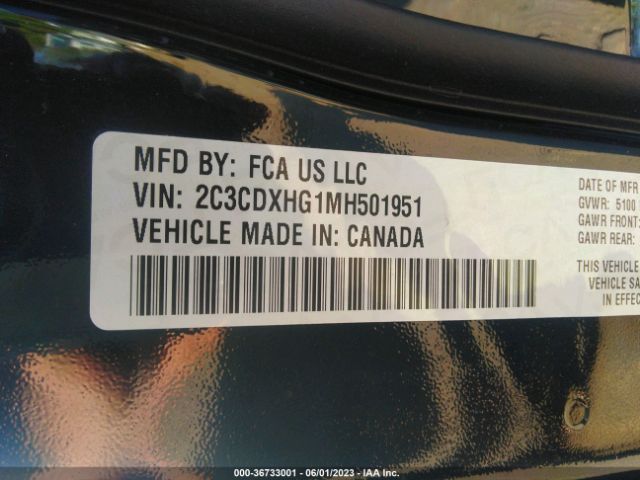 MFD BY: FCA US LLC
VIN: 2C3CDXHG1MH501951
VEHICLE MADE IN: CANADA
DATE OF MFR
GVWR: 5100
GAWR FRONT:
GAWR REAR:
THIS VEHICLE
VEHICLE SA
IN EFFE
000-36733001 - 06/01/2023 - IAA Inc.